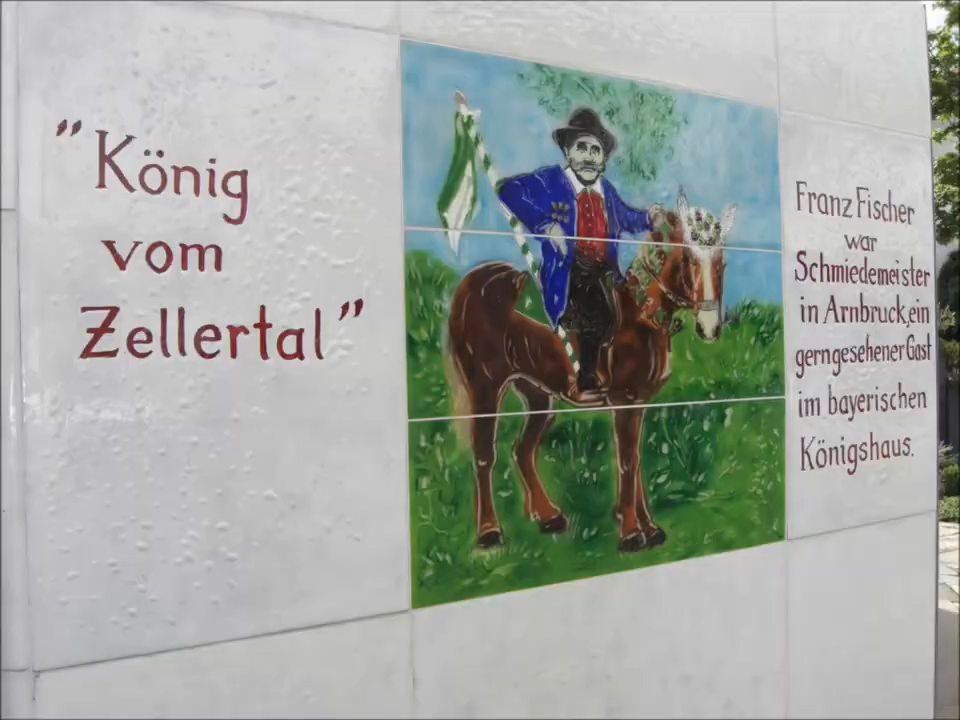 "König
vom
Zellertal"
Franz Fischer
war
Schmiedemeister
in Arnbruck, ein
gerngesehener Gast
im bayerischen
Königshaus.